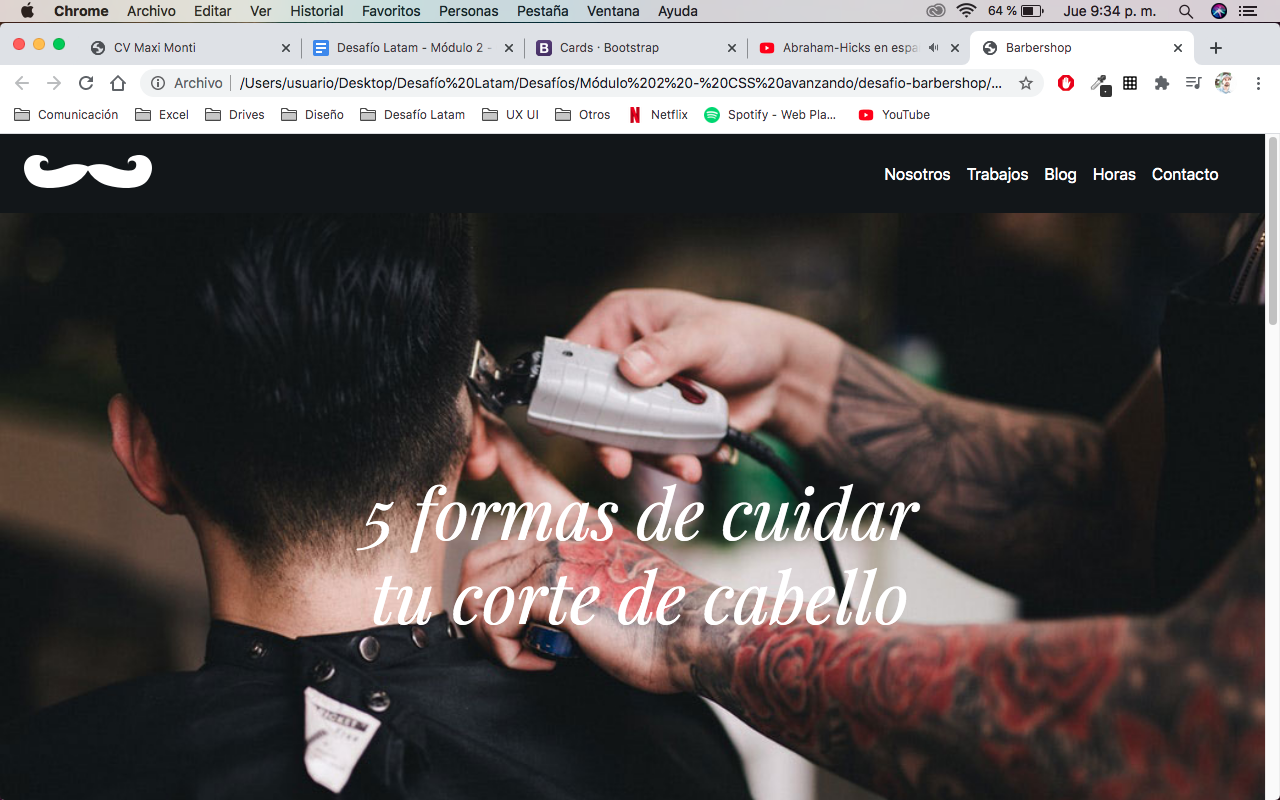 Chrome Archivo Editar Ver Historial Favoritos Personas Pestaña Ventana Ayuda 64 % Jue 9:34 p. m.
CV Maxi Monti Desafío Latam - Módulo 2 - Cards · Bootstrap Abraham-Hicks en espa Barbershop
Archivo /Users/usuario/Desktop/Desafío%20Latam/Desafíos/Módulo%202%20-%20CSS%20avanzando/desafio-barbershop/...
Comunicación Excel Drives Diseño Desafío Latam UX UI Otros Netflix Spotify - Web Pla... YouTube
Nosotros Trabajos Blog Horas Contacto
5 formas de cuidar
tu corte de cabello